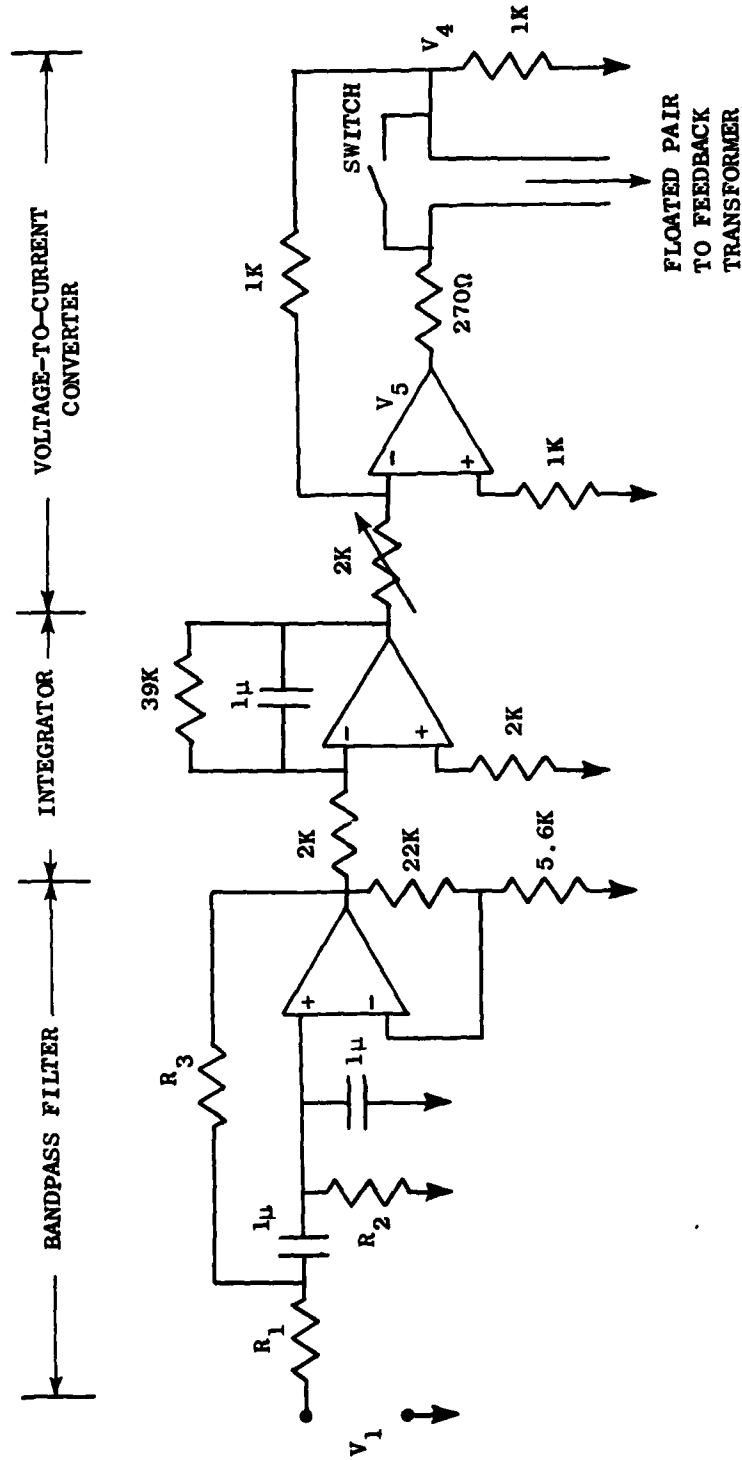 BANDPASS FILTER
INTEGRATOR
VOLTAGE-TO-CURRENT
CONVERTER
V1
R1
R3
1μ
R2
1μ
+
-
22K
5.6K
2K
39K
1μ
-
+
2K
2K
1K
-
+
V5
1K
270Ω
SWITCH
V4
1K
FLOATED PAIR
TO FEEDBACK
TRANSFORMER